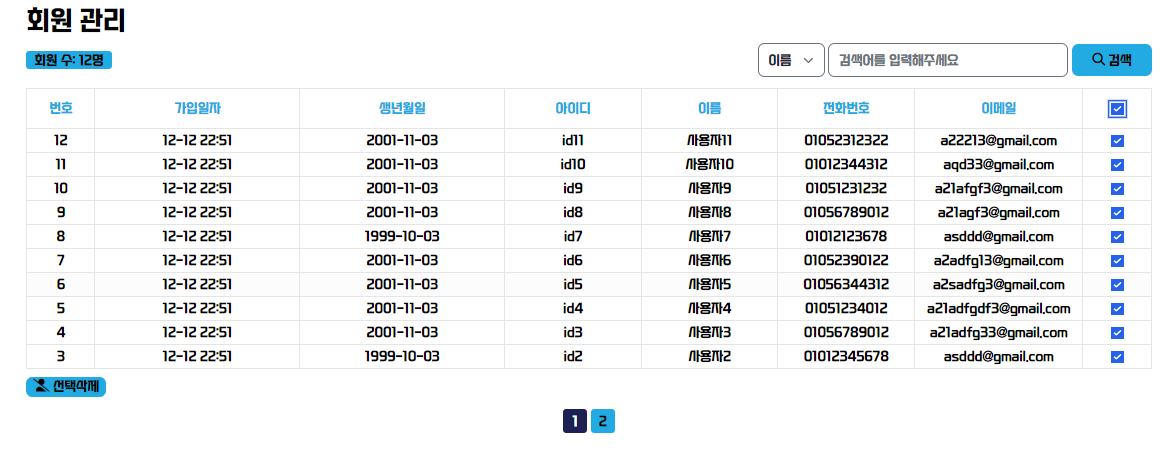 회원 관리
회원 수: 12명
이름 검색어를 입력해주세요 검색
번호 가입일자 생년월일 아이디 이름 전화번호 이메일
12 12-12 22:51 2001-11-03 id11 사용자11 01052312322 a22213@gmail.com
11 12-12 22:51 2001-11-03 id10 사용자10 01012344312 aqd33@gmail.com
10 12-12 22:51 2001-11-03 id9 사용자9 01051231232 a21afgf3@gmail.com
9 12-12 22:51 2001-11-03 id8 사용자8 01056789012 a21agf3@gmail.com
8 12-12 22:51 1999-10-03 id7 사용자7 01012123678 asddd@gmail.com
7 12-12 22:51 2001-11-03 id6 사용자6 01052390122 a2adfg13@gmail.com
6 12-12 22:51 2001-11-03 id5 사용자5 01056344312 a2sadfg3@gmail.com
5 12-12 22:51 2001-11-03 id4 사용자4 01051234012 a21adfgdf3@gmail.com
4 12-12 22:51 2001-11-03 id3 사용자3 01056789012 a21adfg33@gmail.com
3 12-12 22:51 1999-10-03 id2 사용자2 01012345678 asddd@gmail.com
선택삭제
1 2